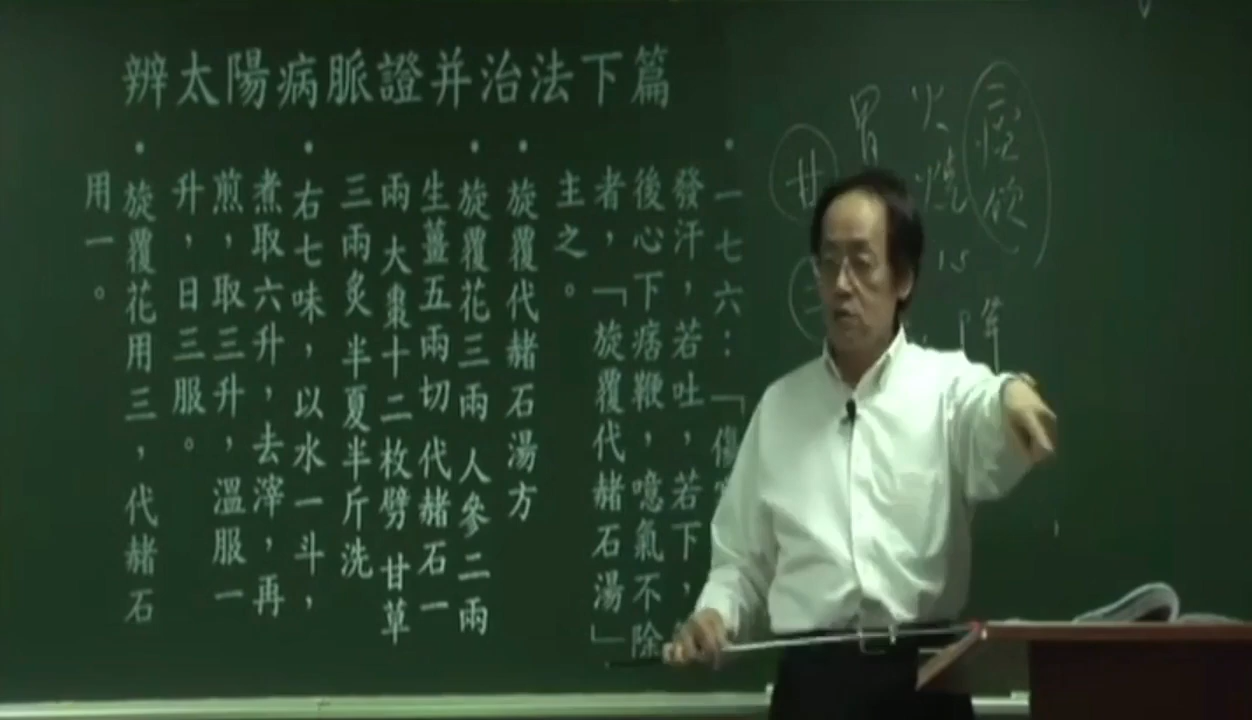 辨太陽病脈證并治法下篇
・一七六：「傷
發汗，若吐，若下，
後心下痞鞕，噫氣不除
者，「旋覆代赭石湯」
主之。
・旋覆代赭石湯方
・旋覆花三兩 人參二兩
生薑五兩切 代赭石一
兩 大棗十二枚劈 甘草
三兩炙 半夏半斤洗
・右七味，以水一斗，
煮取六升，去滓，再
煎，取三升，溫服一
升，日三服。
・旋覆花用三，代赭石
用一。
火燒
胃
甘
降